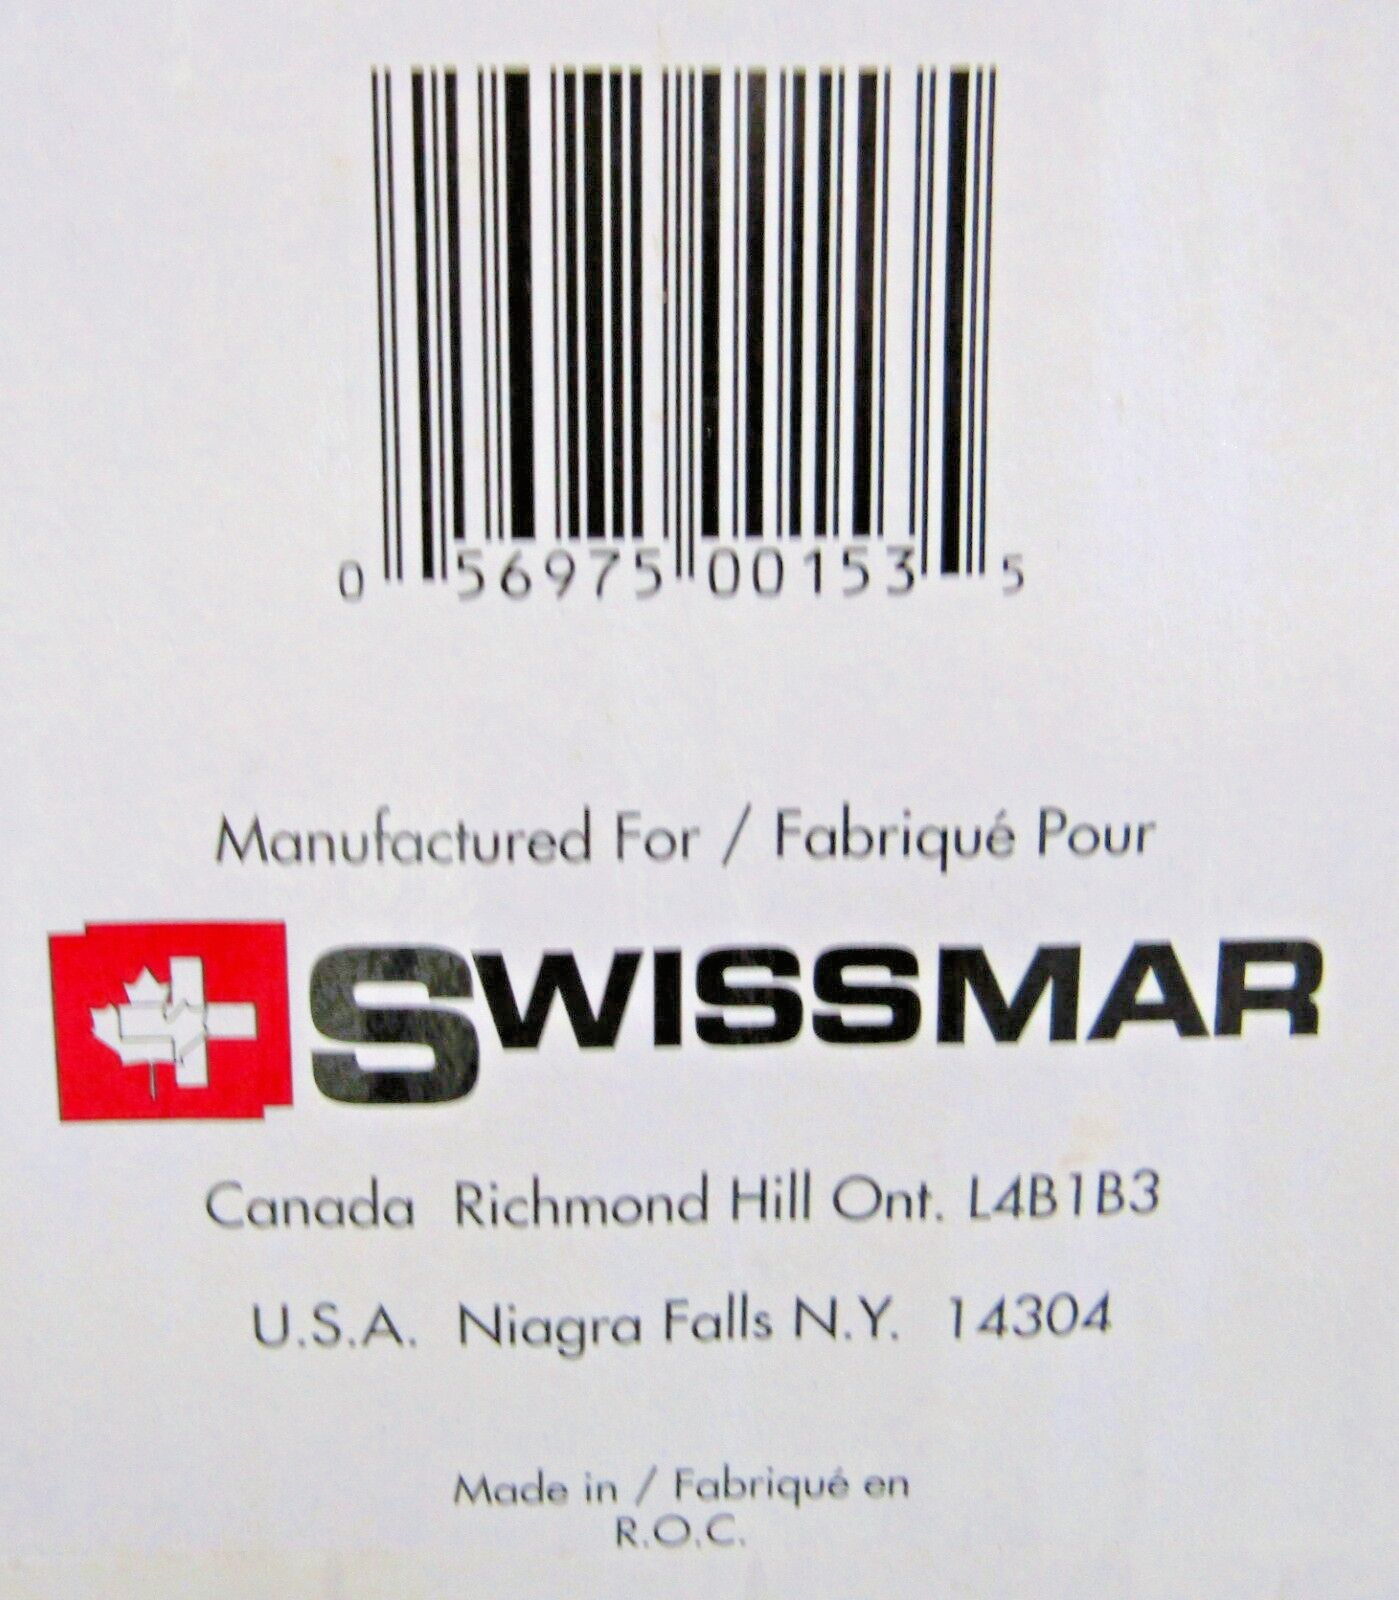 0 56975 00153 5
Manufactured For / Fabriqué Pour
SWISSMAR
Canada Richmond Hill Ont. L4B1B3
U.S.A. Niagra Falls N.Y. 14304
Made in / Fabriqué en
R.O.C.